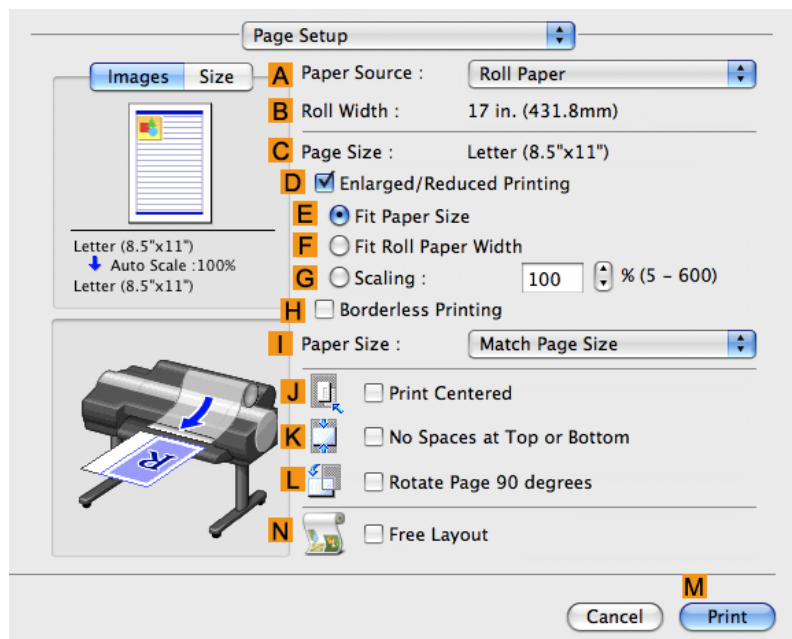 Page Setup
Images Size
A Paper Source : Roll Paper
B Roll Width : 17 in. (431.8mm)
C Page Size : Letter (8.5"x11")
D Enlarged/Reduced Printing
E Fit Paper Size
F Fit Roll Paper Width
G Scaling : 100 % (5 – 600)
H Borderless Printing
I Paper Size : Match Page Size
Letter (8.5"x11")
Auto Scale :100%
Letter (8.5"x11")
J Print Centered
K No Spaces at Top or Bottom
L Rotate Page 90 degrees
N Free Layout
R
M
Cancel Print